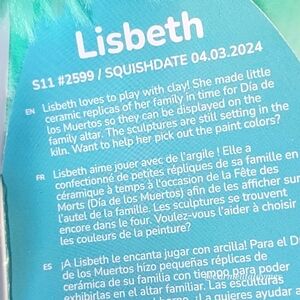 Lisbeth
S11 #2599 / SQUISHDATE 04.03.2024
EN Lisbeth loves to play with clay! She made little
ceramic replicas of her family in time for Día de
los Muertos so they can be displayed on the
family altar. The sculptures are still setting in the
kiln. Want to help her pick out the paint colors?
FR Lisbeth aime jouer avec de l'argile ! Elle a
confectionné de petites répliques de sa famille en
céramique à temps à l'occasion de la Fête des
Morts (Día de los Muertos) afin de les afficher sur
l'autel de la famille. Les sculptures se trouvent
encore dans le four. Voulez-vous l'aider à choisir
les couleurs de la peinture?
ES ¡A Lisbeth le encanta jugar con arcilla! Para el D
de los Muertos hizo pequeñas réplicas de
cerámica de su familia con tiempo para poder
exhibirlas en el altar familiar. Las esculturas
¿La quieres ayudar